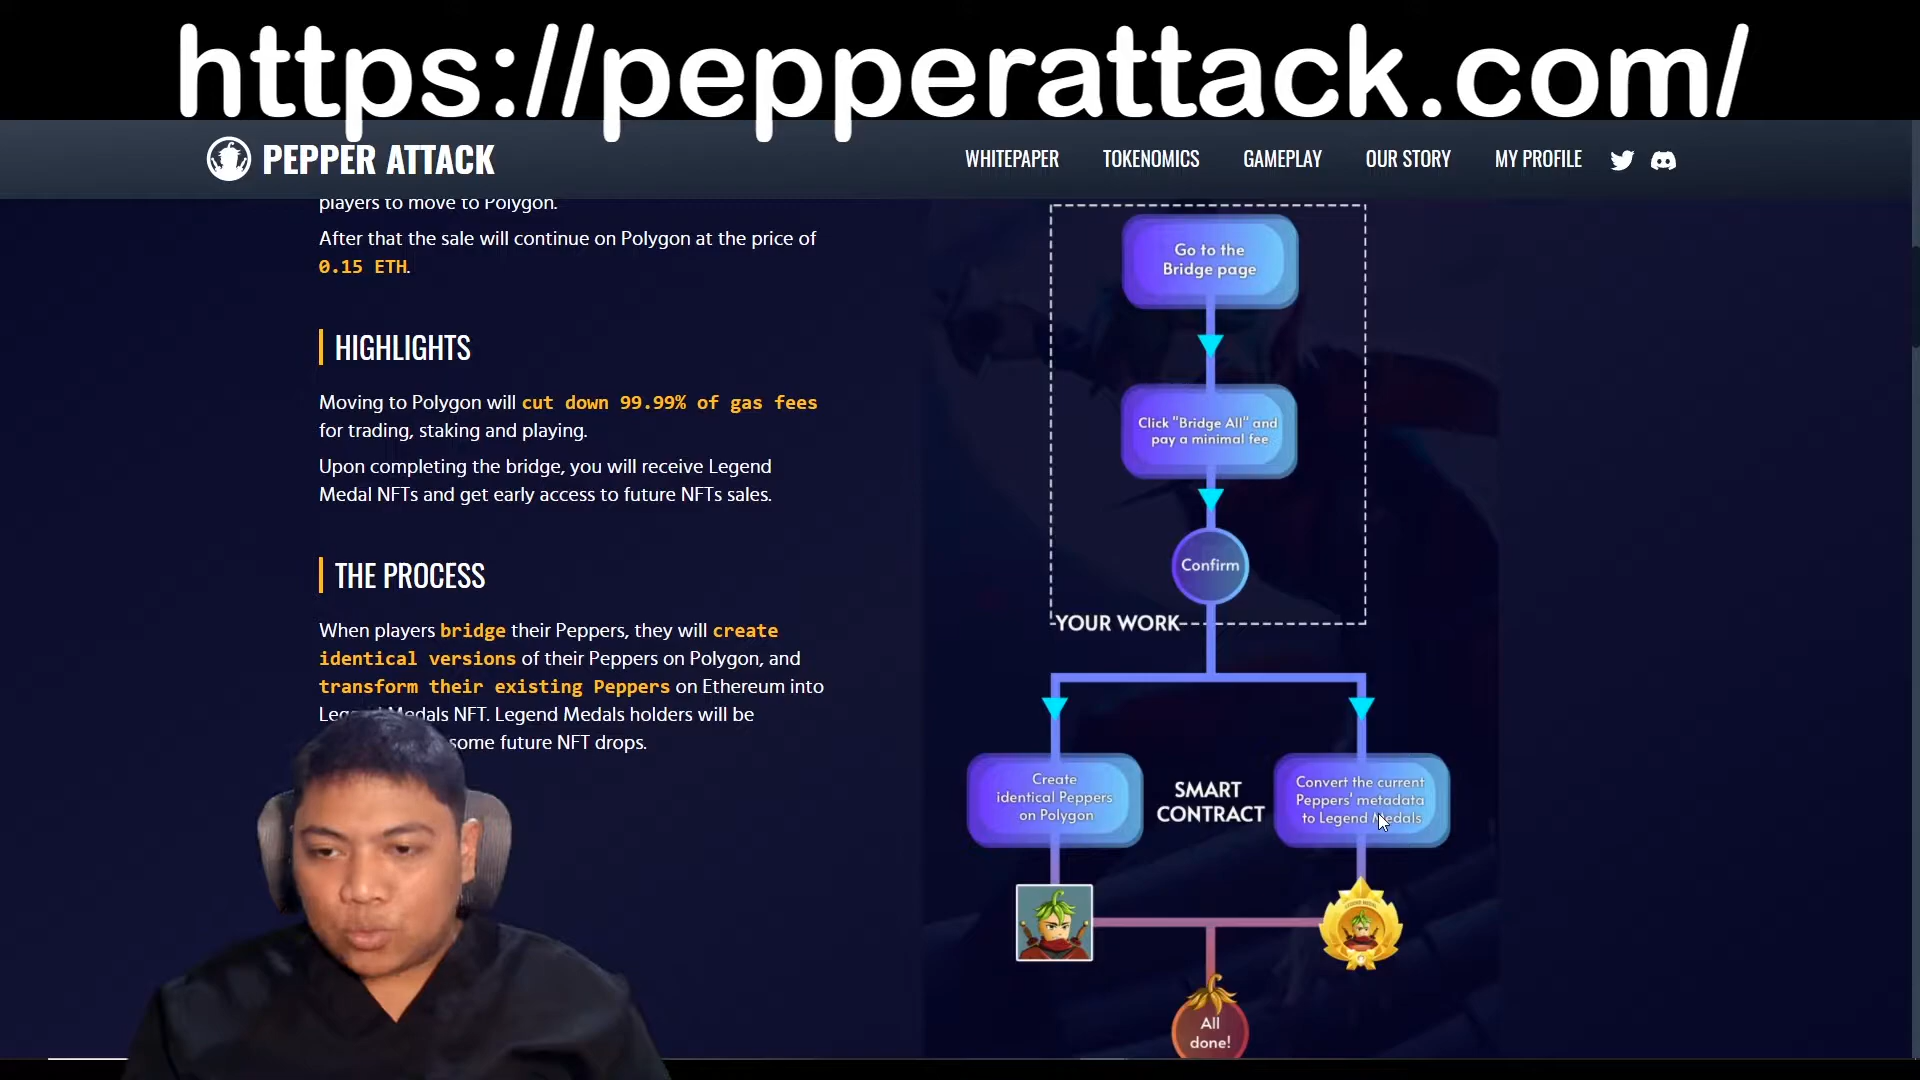 https://pepperattack.com/
PEPPER ATTACK
WHITEPAPER
TOKENOMICS
GAMEPLAY
OUR STORY
MY PROFILE
players to move to Polygon.
After that the sale will continue on Polygon at the price of
0.15 ETH.
HIGHLIGHTS
Moving to Polygon will cut down 99.99% of gas fees
for trading, staking and playing.
Upon completing the bridge, you will receive Legend
Medal NFTs and get early access to future NFTs sales.
THE PROCESS
When players bridge their Peppers, they will create
identical versions of their Peppers on Polygon, and
transform their existing Peppers on Ethereum into
Legend Medals NFT. Legend Medals holders will be
some future NFT drops.
Go to the
Bridge page
Click "Bridge All" and
pay a minimal fee
Confirm
YOUR WORK
Create
identical Peppers
on Polygon
SMART
CONTRACT
Convert the current
Peppers' metadata
to Legend Medals
All
done!